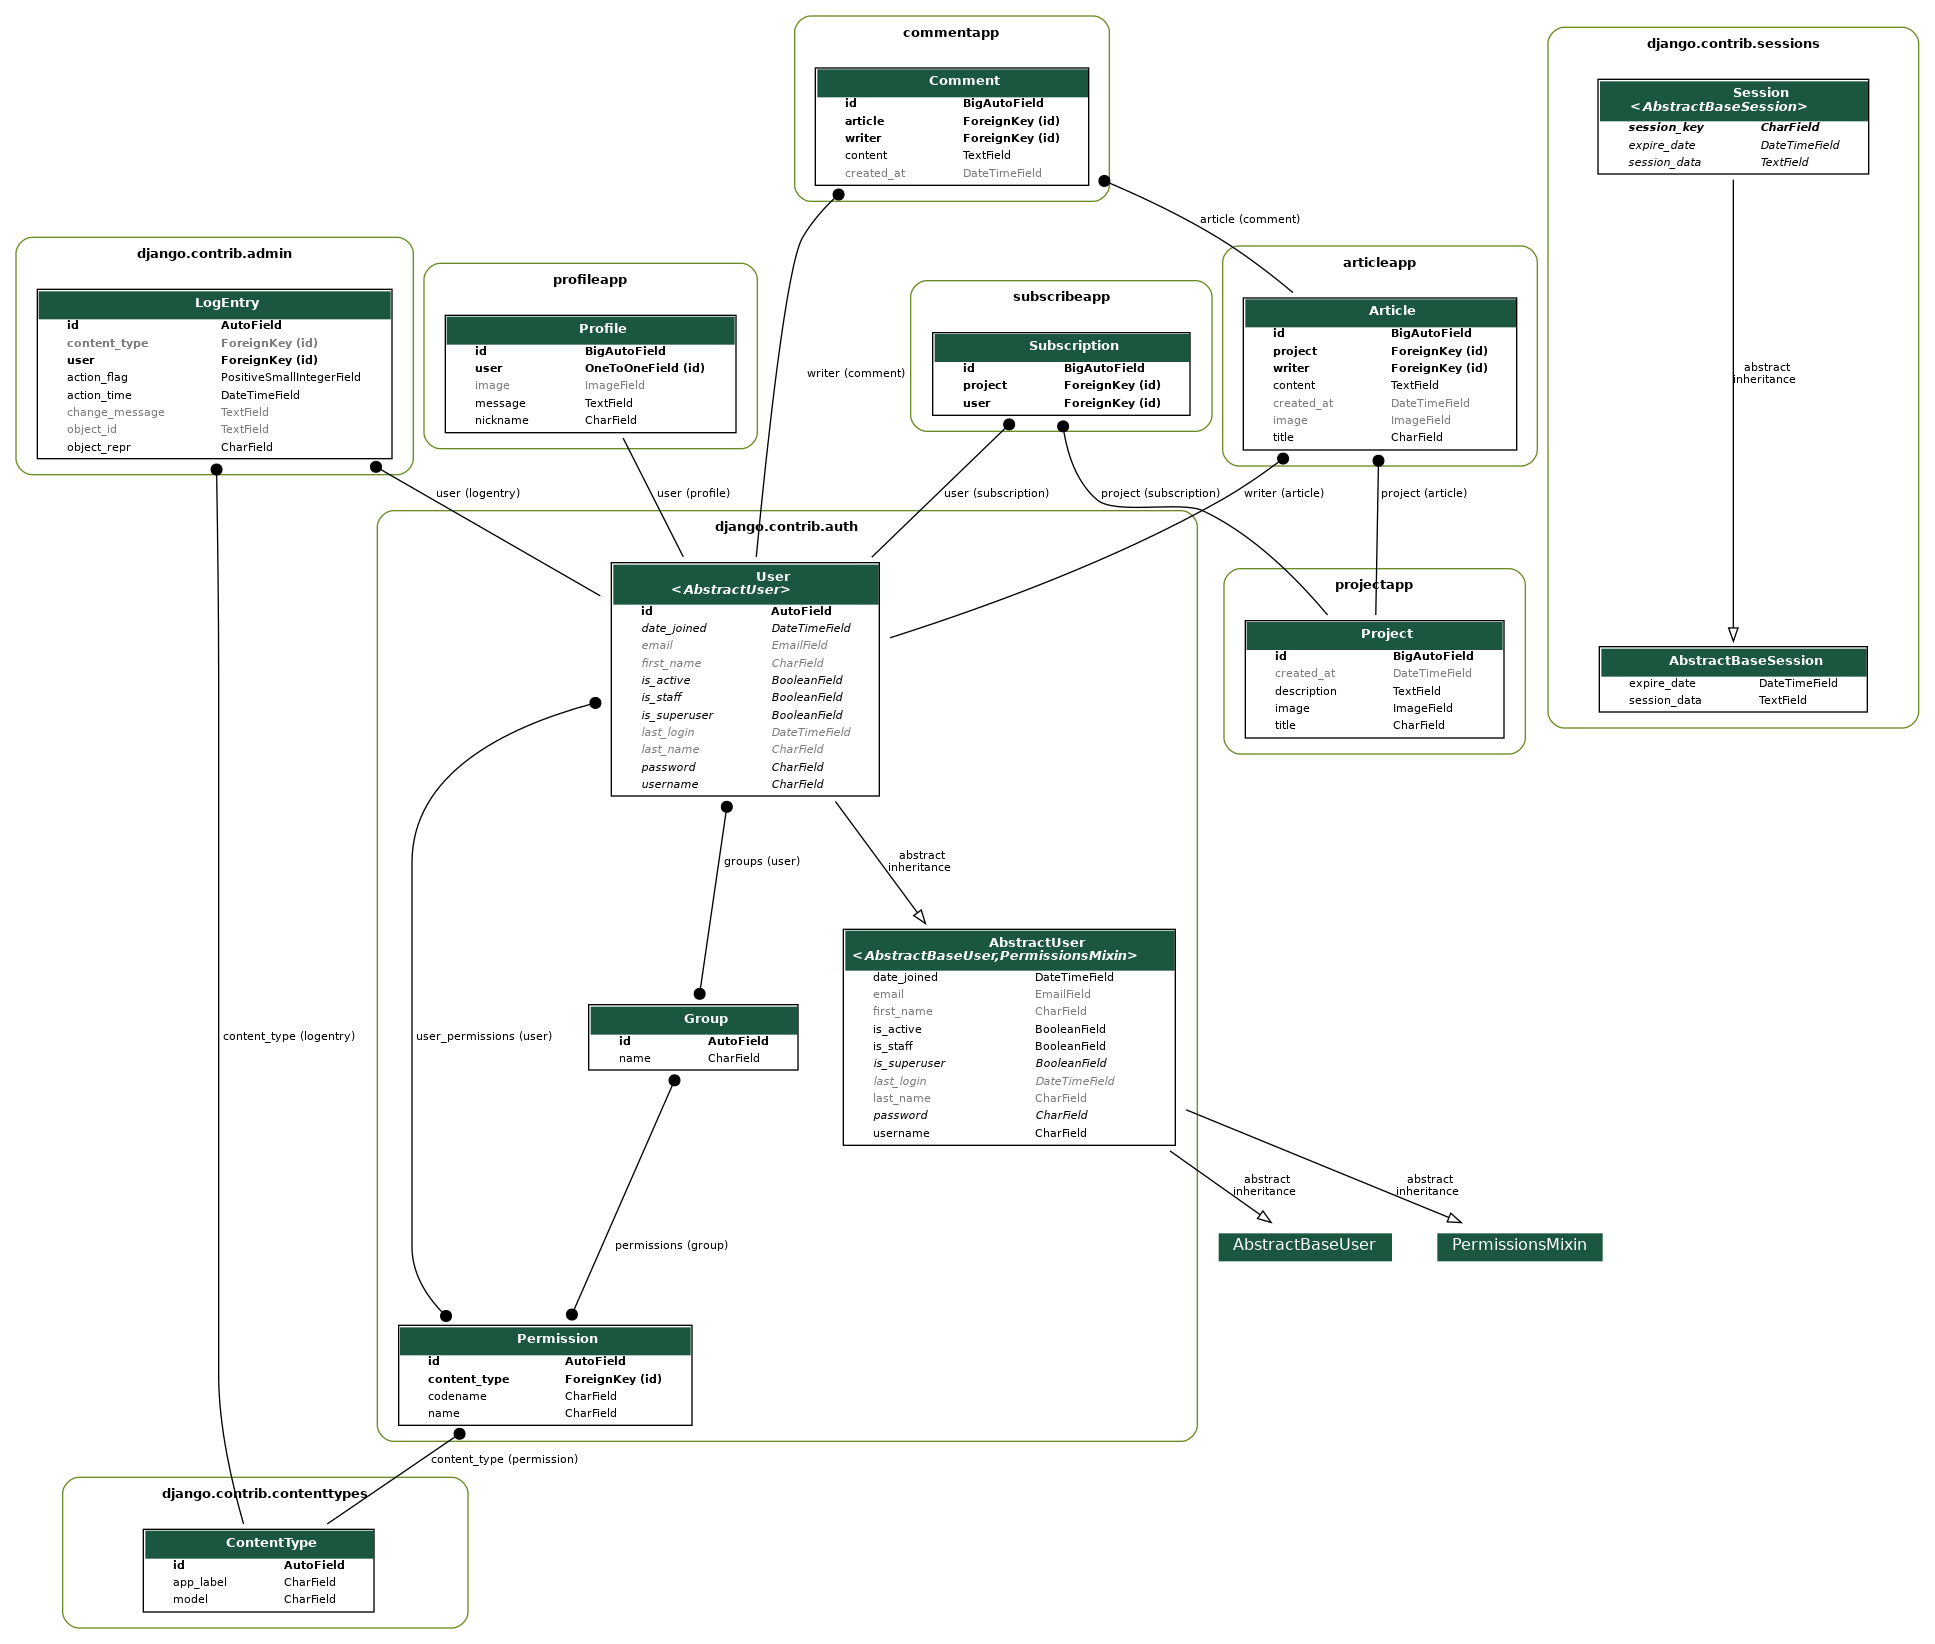 commentapp
Comment
id BigAutoField
article ForeignKey (id)
writer ForeignKey (id)
content TextField
created_at DateTimeField
django.contrib.sessions
Session
<AbstractBaseSession>
session_key CharField
expire_date DateTimeField
session_data TextField
article (comment)
django.contrib.admin
LogEntry
id AutoField
content_type ForeignKey (id)
user ForeignKey (id)
action_flag PositiveSmallIntegerField
action_time DateTimeField
change_message TextField
object_id TextField
object_repr CharField
profileapp
Profile
id BigAutoField
user OneToOneField (id)
image ImageField
message TextField
nickname CharField
writer (comment)
subscribeapp
Subscription
id BigAutoField
project ForeignKey (id)
user ForeignKey (id)
articleapp
Article
id BigAutoField
project ForeignKey (id)
writer ForeignKey (id)
content TextField
created_at DateTimeField
image ImageField
title CharField
abstract
inheritance
user (logentry)
user (profile)
user (subscription)
project (subscription)
writer (article)
project (article)
django.contrib.auth
User
<AbstractUser>
id AutoField
date_joined DateTimeField
email EmailField
first_name CharField
is_active BooleanField
is_staff BooleanField
is_superuser BooleanField
last_login DateTimeField
last_name CharField
password CharField
username CharField
projectapp
Project
id BigAutoField
created_at DateTimeField
description TextField
image ImageField
title CharField
AbstractBaseSession
expire_date DateTimeField
session_data TextField
groups (user)
abstract
inheritance
AbstractUser
<AbstractBaseUser,PermissionsMixin>
date_joined DateTimeField
email EmailField
first_name CharField
is_active BooleanField
is_staff BooleanField
is_superuser BooleanField
last_login DateTimeField
last_name CharField
password CharField
username CharField
content_type (logentry)
user_permissions (user)
Group
id AutoField
name CharField
abstract
inheritance
abstract
inheritance
permissions (group)
AbstractBaseUser
PermissionsMixin
Permission
id AutoField
content_type ForeignKey (id)
codename CharField
name CharField
content_type (permission)
django.contrib.contenttypes
ContentType
id AutoField
app_label CharField
model CharField